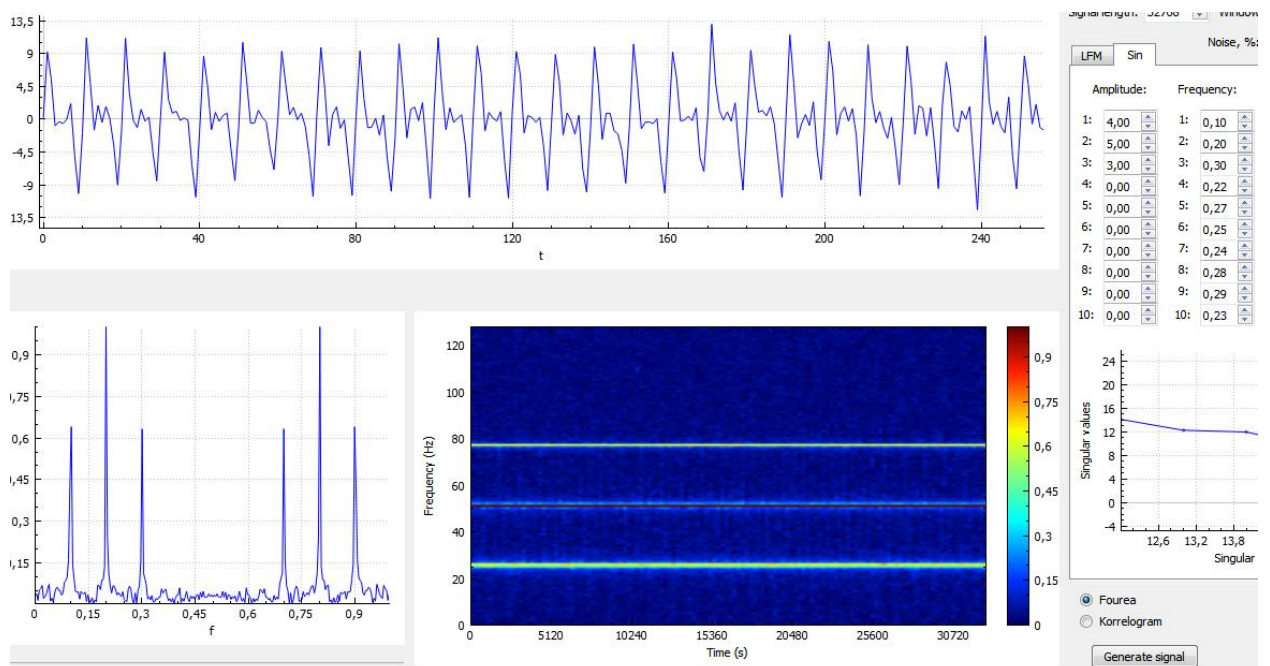 Signal length: 32768 Window
Noise, %:
LFM Sin
Amplitude: Frequency:
1: 4,00 1: 0,10
2: 5,00 2: 0,20
3: 3,00 3: 0,30
4: 0,00 4: 0,22
5: 0,00 5: 0,27
6: 0,00 6: 0,25
7: 0,00 7: 0,24
8: 0,00 8: 0,28
9: 0,00 9: 0,29
10: 0,00 10: 0,23
13,5
9
4,5
0
-4,5
-9
13,5
0 40 80 120 160 200 240
t
0,9
),75
0,6
),45
0,3
),15
0 0,15 0,3 0,45 0,6 0,75 0,9
f
Frequency (Hz)
120
100
80
60
40
20
0
0 5120 10240 15360 20480 25600 30720
Time (s)
0,9
0,75
0,6
0,45
0,3
0,15
0
Singular values
24
20
16
12
8
4
0
-4
12,6 13,2 13,8
Singular
Fourea
Korrelogram
Generate signal